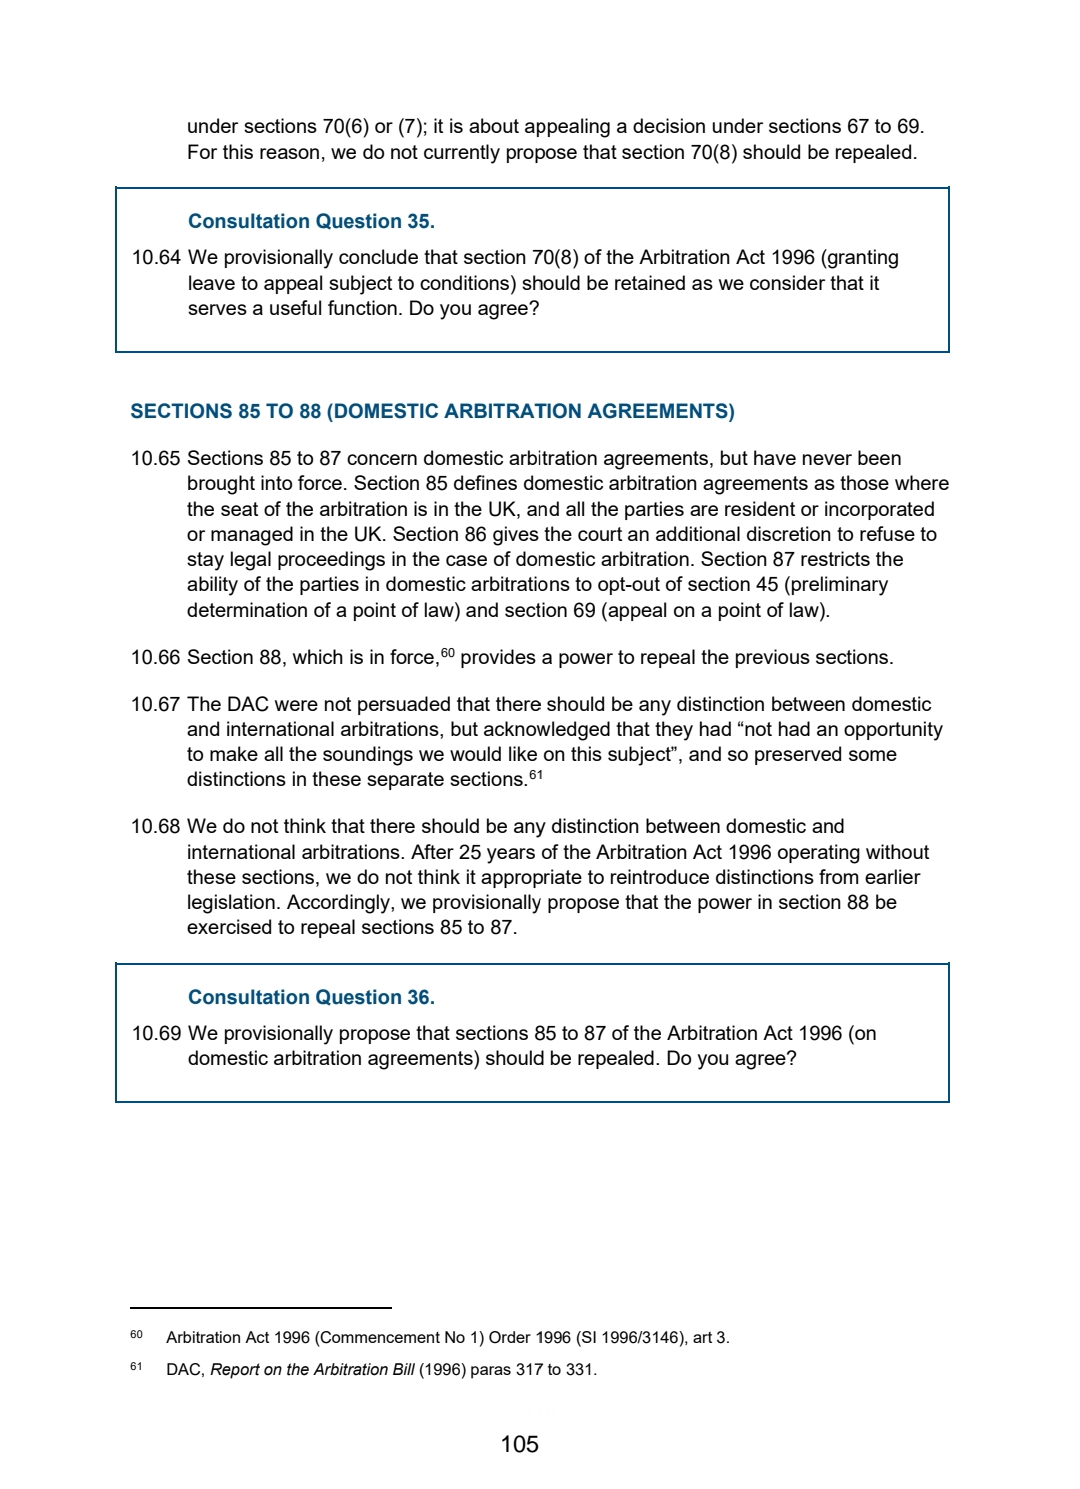 under sections 70(6) or (7); it is about appealing a decision under sections 67 to 69.
For this reason, we do not currently propose that section 70(8) should be repealed.
Consultation Question 35.
10.64 We provisionally conclude that section 70(8) of the Arbitration Act 1996 (granting
leave to appeal subject to conditions) should be retained as we consider that it
serves a useful function. Do you agree?
SECTIONS 85 TO 88 (DOMESTIC ARBITRATION AGREEMENTS)
10.65 Sections 85 to 87 concern domestic arbitration agreements, but have never been
brought into force. Section 85 defines domestic arbitration agreements as those where
the seat of the arbitration is in the UK, and all the parties are resident or incorporated
or managed in the UK. Section 86 gives the court an additional discretion to refuse to
stay legal proceedings in the case of domestic arbitration. Section 87 restricts the
ability of the parties in domestic arbitrations to opt-out of section 45 (preliminary
determination of a point of law) and section 69 (appeal on a point of law).
10.66 Section 88, which is in force,60 provides a power to repeal the previous sections.
10.67 The DAC were not persuaded that there should be any distinction between domestic
and international arbitrations, but acknowledged that they had “not had an opportunity
to make all the soundings we would like on this subject”, and so preserved some
distinctions in these separate sections.61
10.68 We do not think that there should be any distinction between domestic and
international arbitrations. After 25 years of the Arbitration Act 1996 operating without
these sections, we do not think it appropriate to reintroduce distinctions from earlier
legislation. Accordingly, we provisionally propose that the power in section 88 be
exercised to repeal sections 85 to 87.
Consultation Question 36.
10.69 We provisionally propose that sections 85 to 87 of the Arbitration Act 1996 (on
domestic arbitration agreements) should be repealed. Do you agree?
60 Arbitration Act 1996 (Commencement No 1) Order 1996 (SI 1996/3146), art 3.
61 DAC, Report on the Arbitration Bill (1996) paras 317 to 331.
105